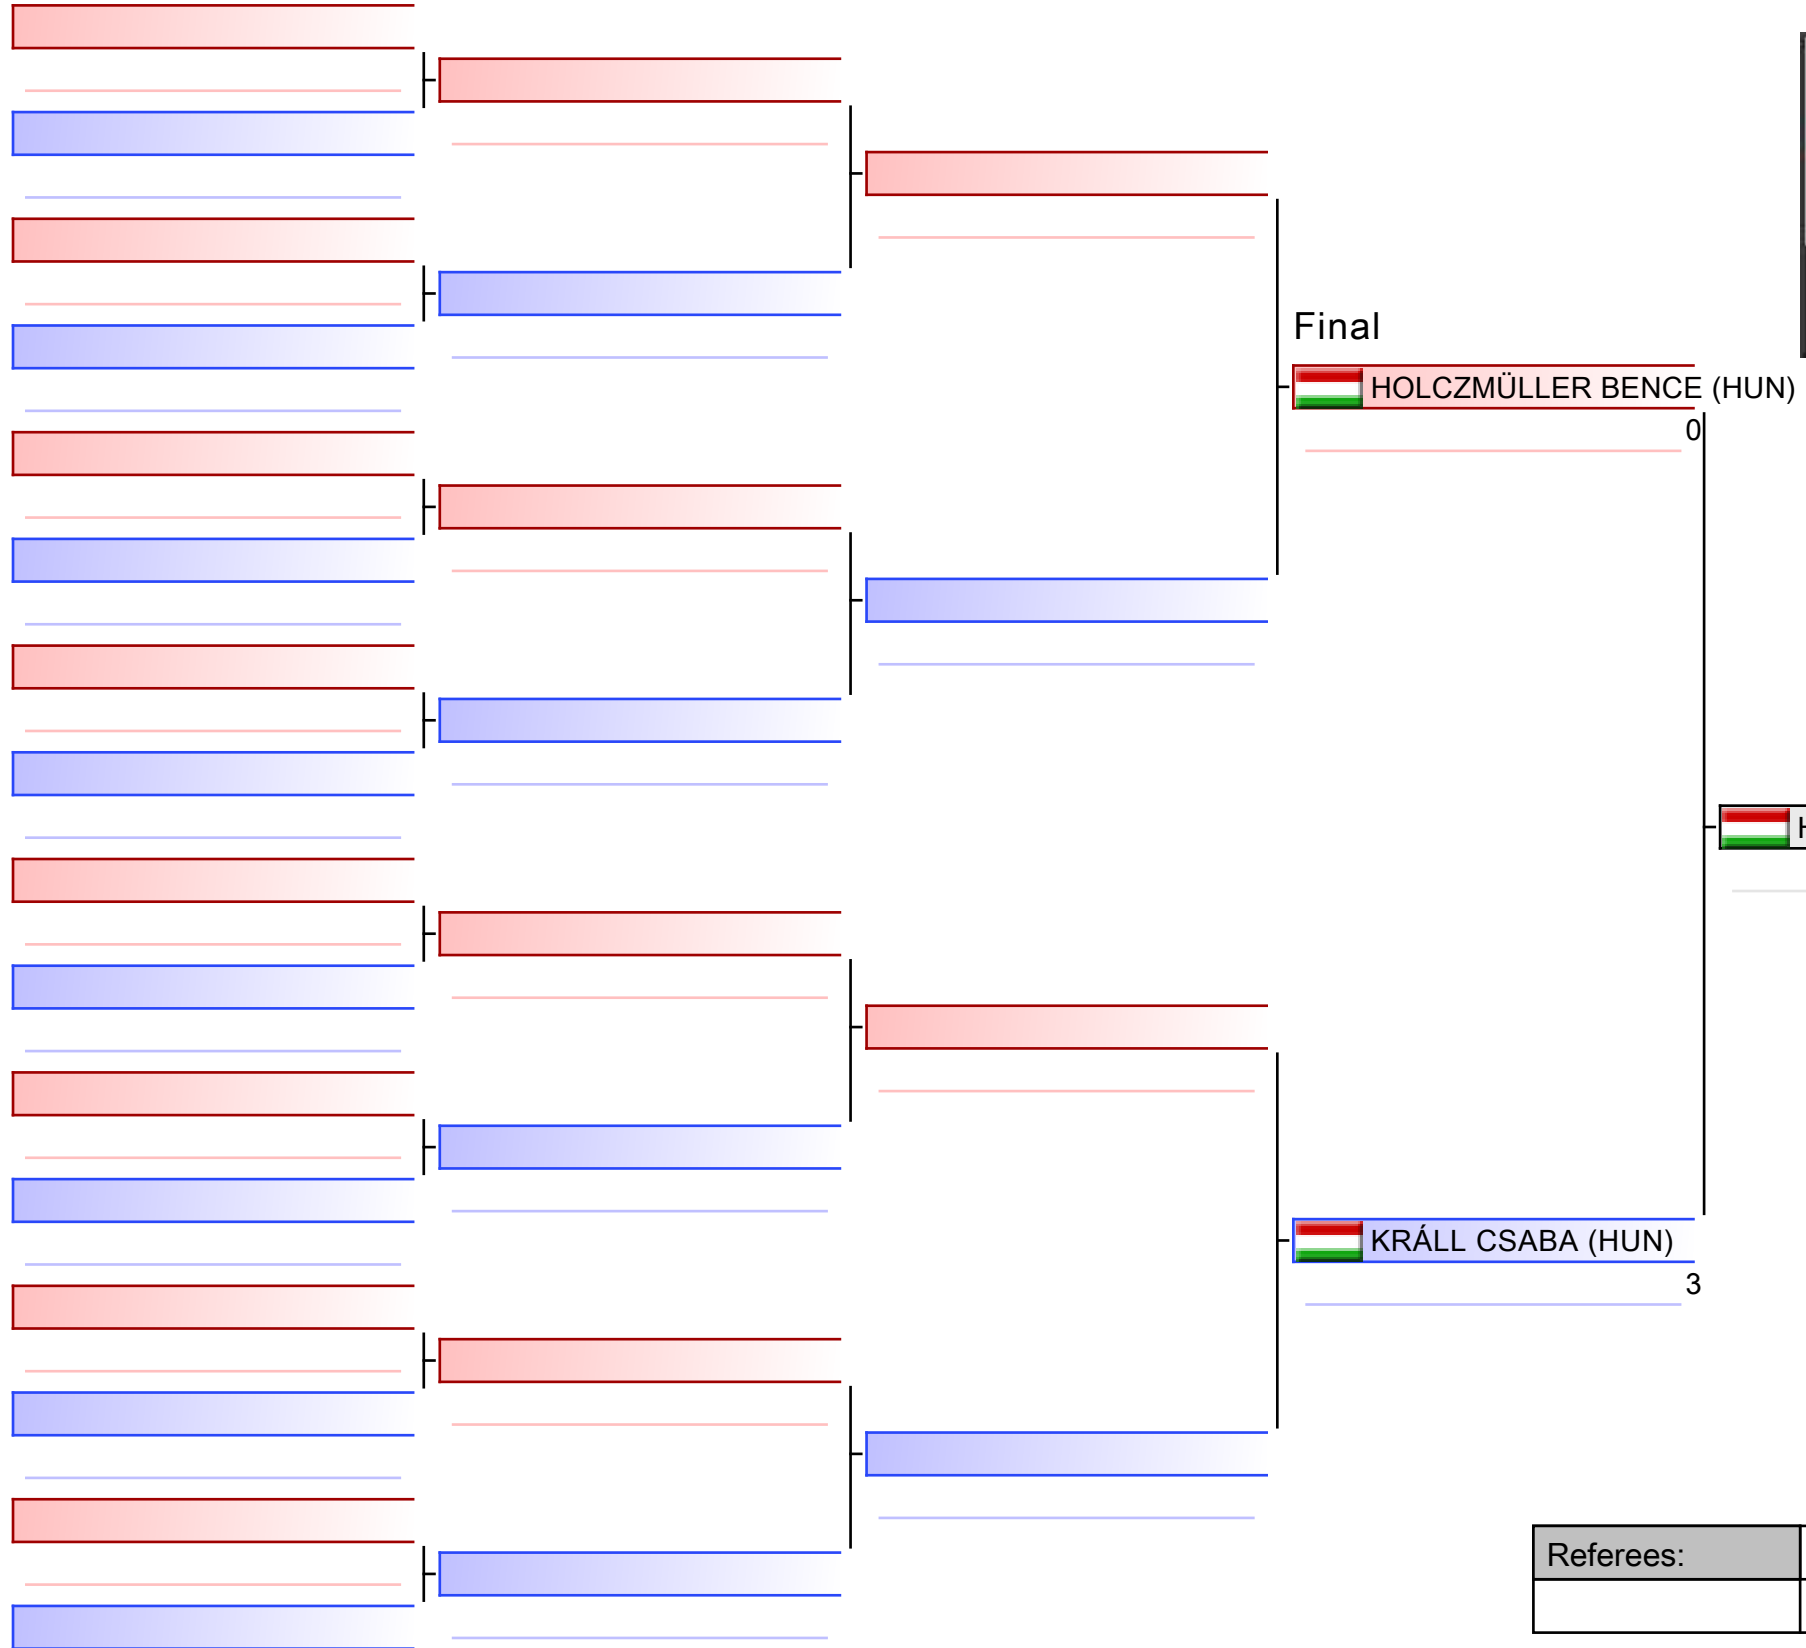 Final
HOLCZMÜLLER BENCE (HUN)
0
KRÁLL CSABA (HUN)
3
Referees: